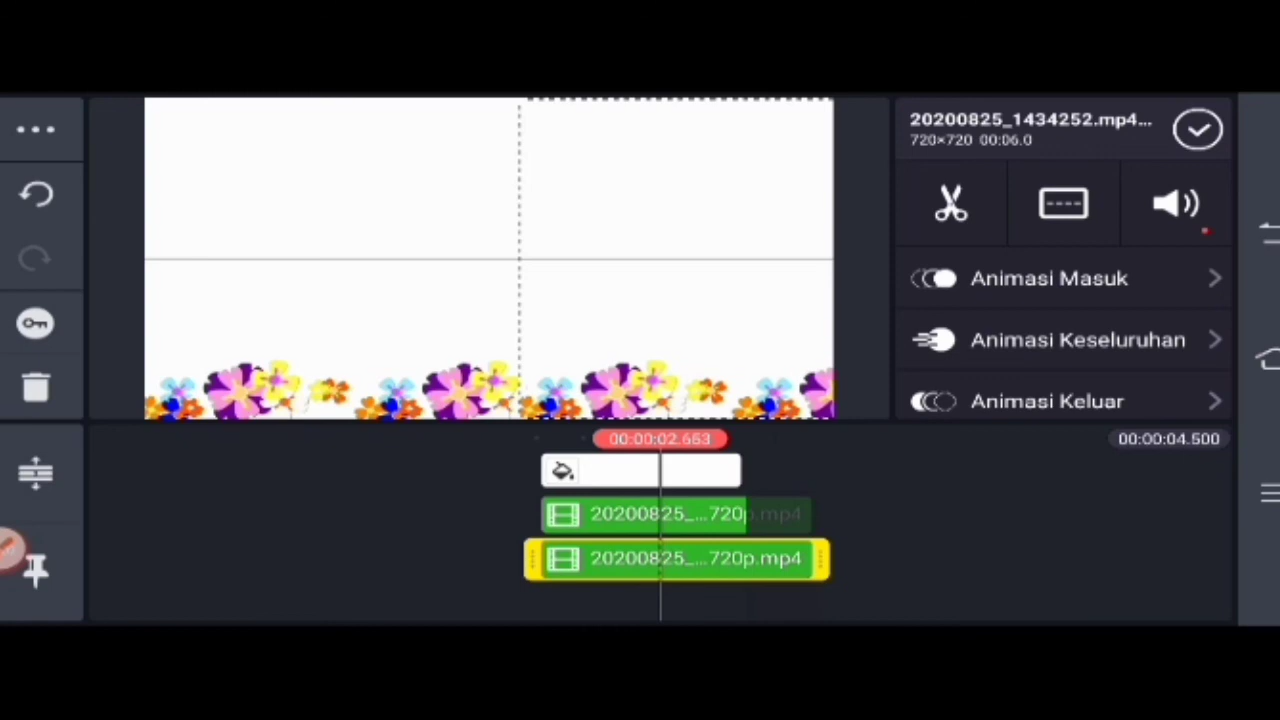 20200825_1434252.mp4...
720×720 00:06.0
Animasi Masuk
Animasi Keseluruhan
Animasi Keluar
00:00:02.663
00:00:04.500
20200825_...720p.mp4
20200825_...720p.mp4